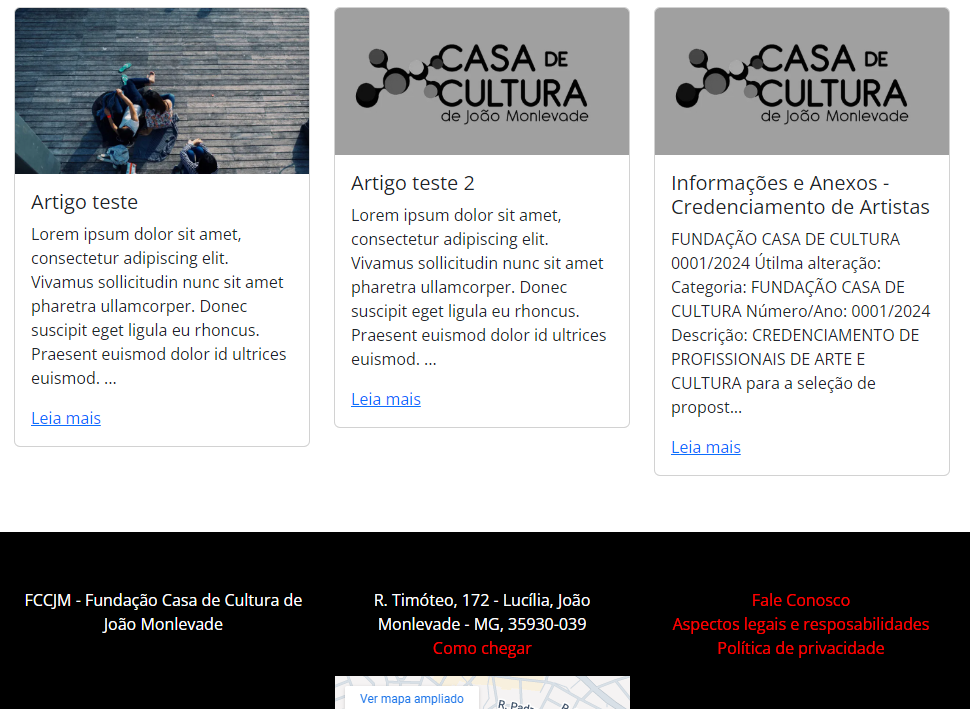 Artigo teste
Lorem ipsum dolor sit amet,
consectetur adipiscing elit.
Vivamus sollicitudin nunc sit amet
pharetra ullamcorper. Donec
suscipit eget ligula eu rhoncus.
Praesent euismod dolor id ultrices
euismod. ...
Leia mais
CASA DE
CULTURA
de João Monlevade
Artigo teste 2
Lorem ipsum dolor sit amet,
consectetur adipiscing elit.
Vivamus sollicitudin nunc sit amet
pharetra ullamcorper. Donec
suscipit eget ligula eu rhoncus.
Praesent euismod dolor id ultrices
euismod. ...
Leia mais
CASA DE
CULTURA
de João Monlevade
Informações e Anexos -
Credenciamento de Artistas
FUNDAÇÃO CASA DE CULTURA
0001/2024 Útilma alteração:
Categoria: FUNDAÇÃO CASA DE
CULTURA Número/Ano: 0001/2024
Descrição: CREDENCIAMENTO DE
PROFISSIONAIS DE ARTE E
CULTURA para a seleção de
propost...
Leia mais
FCCJM - Fundação Casa de Cultura de
João Monlevade
R. Timóteo, 172 - Lucília, João
Monlevade - MG, 35930-039
Como chegar
Ver mapa ampliado
Fale Conosco
Aspectos legais e resposabilidades
Política de privacidade